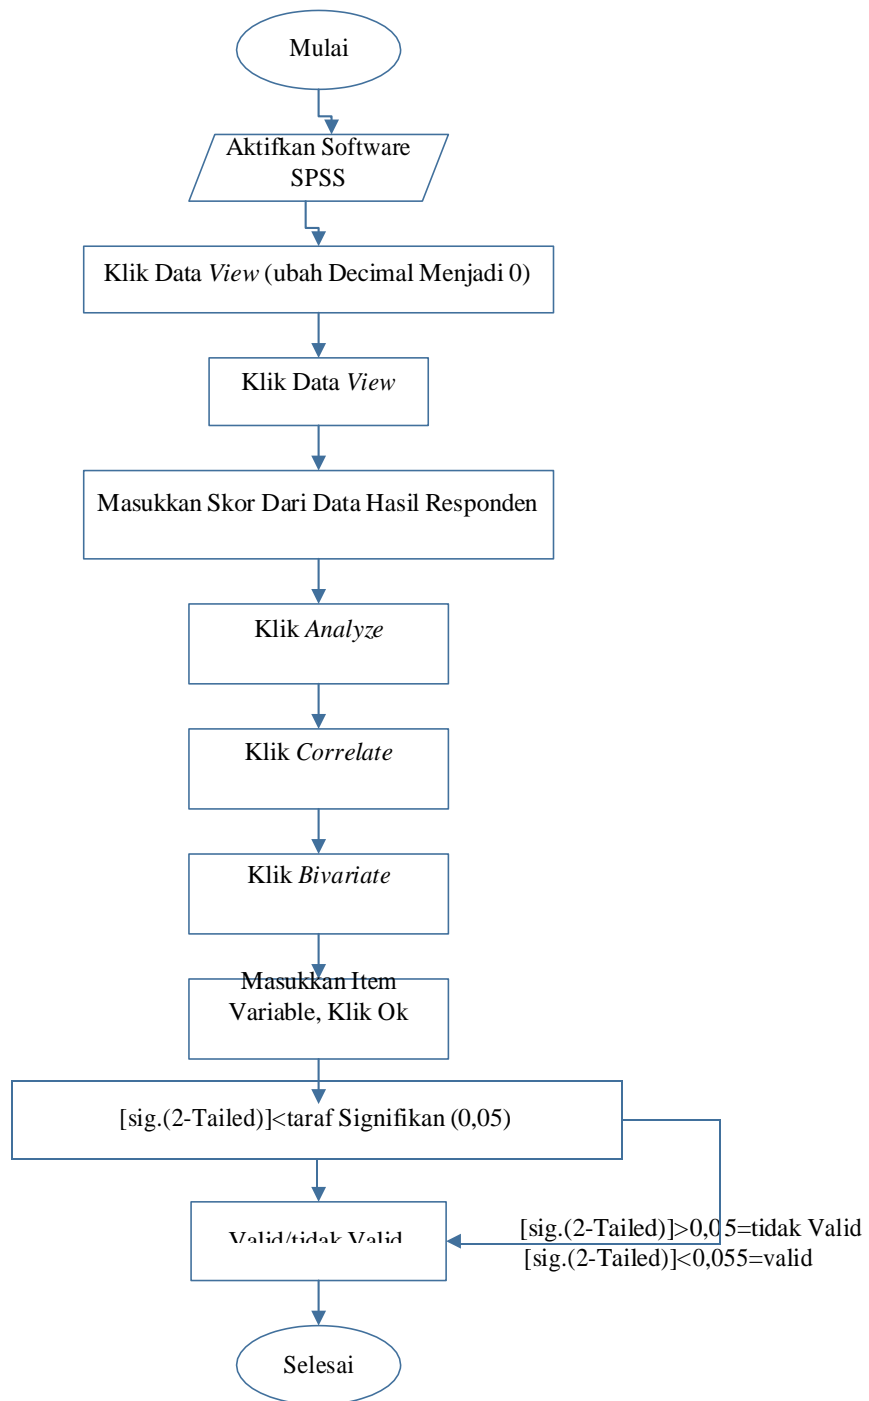 Mulai
Aktifkan Software
SPSS
Klik Data View (ubah Decimal Menjadi 0)
Klik Data View
Masukkan Skor Dari Data Hasil Responden
Klik Analyze
Klik Correlate
Klik Bivariate
Masukkan Item
Variable, Klik Ok
[sig.(2-Tailed)]<taraf Signifikan (0,05)
Valid/tidak Valid
[sig.(2-Tailed)]>0,05=tidak Valid
[sig.(2-Tailed)]<0,055=valid
Selesai